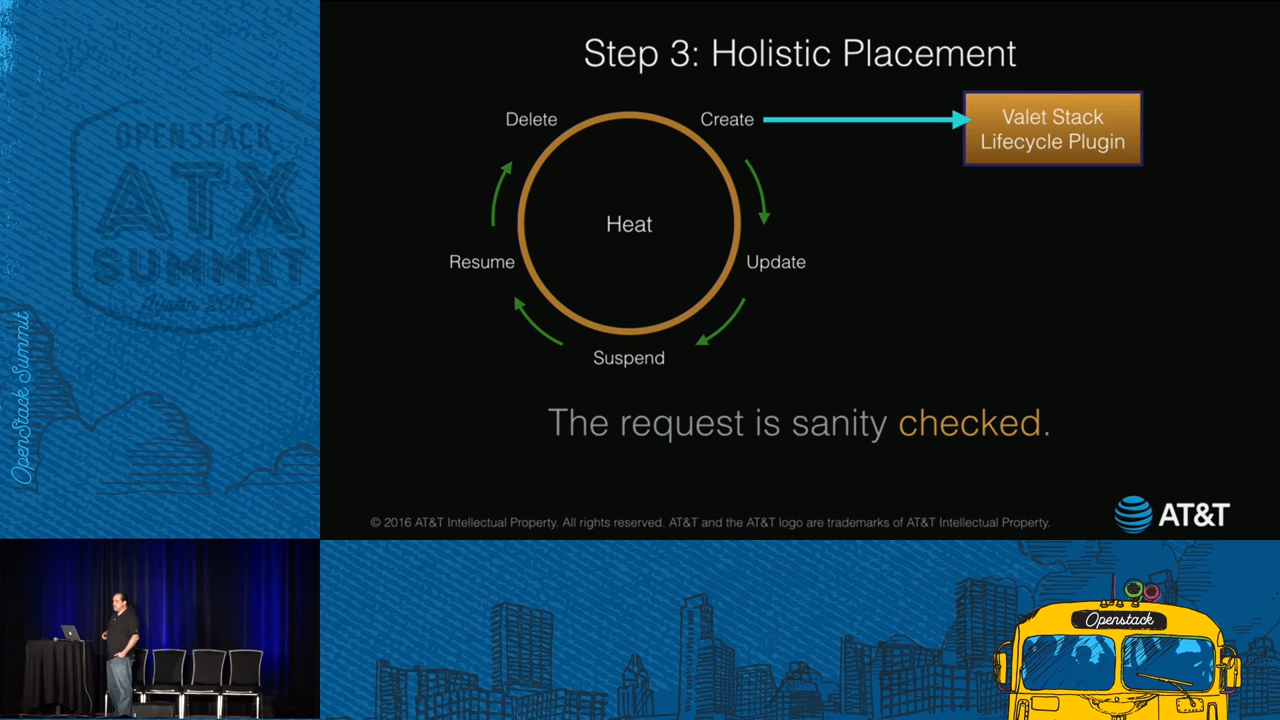 OPENSTACK
ATX
SUMMIT
Austin 2016
OpenStack Summit
Step 3: Holistic Placement
Delete
Create
Valet Stack
Lifecycle Plugin
Heat
Resume
Update
Suspend
The request is sanity checked.
© 2016 AT&T Intellectual Property. All rights reserved. AT&T and the AT&T logo are trademarks of AT&T Intellectual Property.
AT&T
Openstack